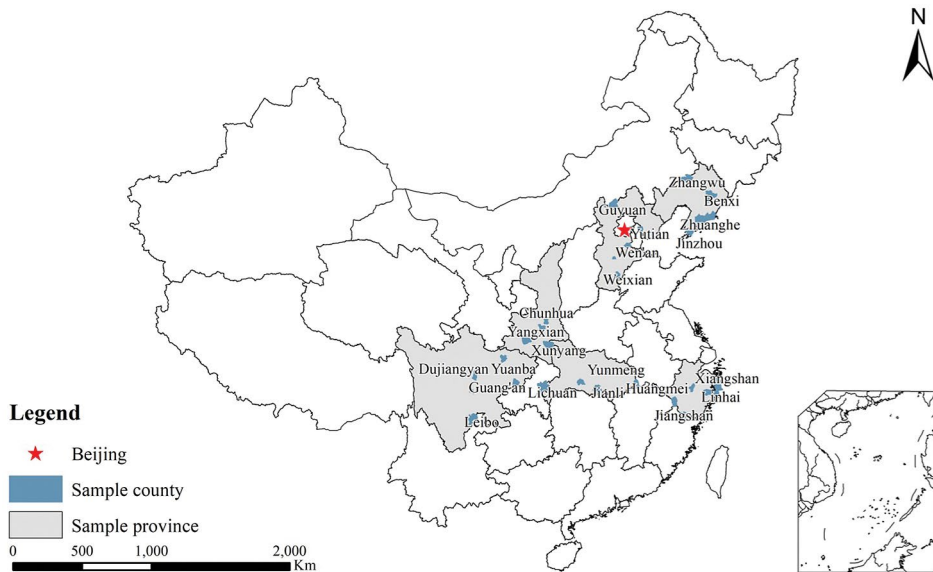 N
Zhangwu
Benxi
Guyuan
Zhuanghe
Yutian
Jinzhou
Wen'an
Weixian
Chunhua
Yangxian
Xunyang
Dujiangyan
Yuanba
Yunmeng
Xiangshan
Guang'an
Lichuan
Jianli
Huangmei
Linhai
Jiangshan
Leibo
Legend
Beijing
Sample county
Sample province
0 500 1,000 2,000
Km